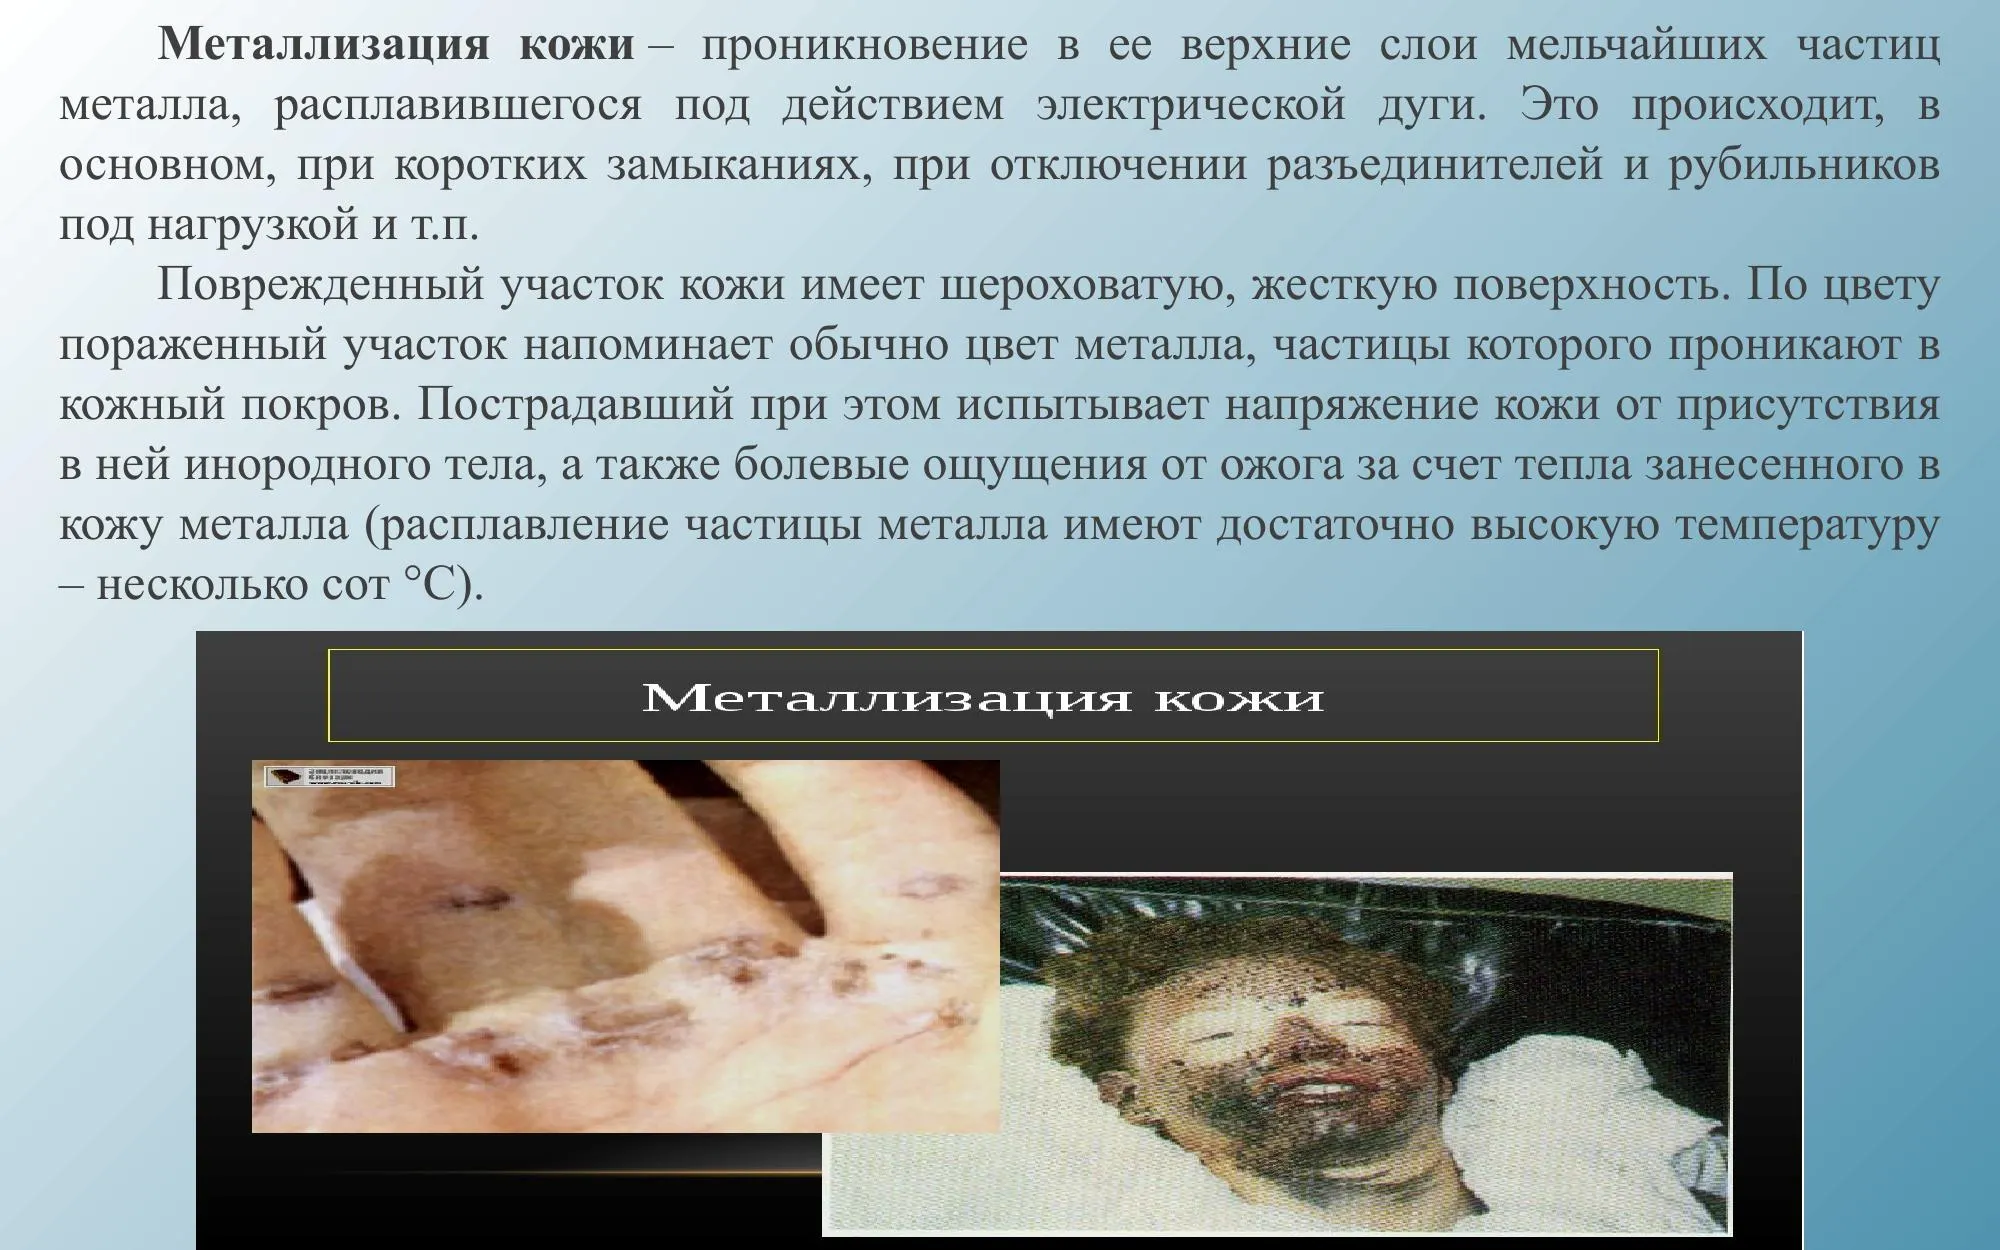 Металлизация кожи – проникновение в ее верхние слои мельчайших частиц
металла, расплавившегося под действием электрической дуги. Это происходит, в
основном, при коротких замыканиях, при отключении разъединителей и рубильников
под нагрузкой и т.п.
Поврежденный участок кожи имеет шероховатую, жесткую поверхность. По цвету
пораженный участок напоминает обычно цвет металла, частицы которого проникают в
кожный покров. Пострадавший при этом испытывает напряжение кожи от присутствия
в ней инородного тела, а также болевые ощущения от ожога за счет тепла занесенного в
кожу металла (расплавление частицы металла имеют достаточно высокую температуру
– несколько сот °С).
Металлизация кожи